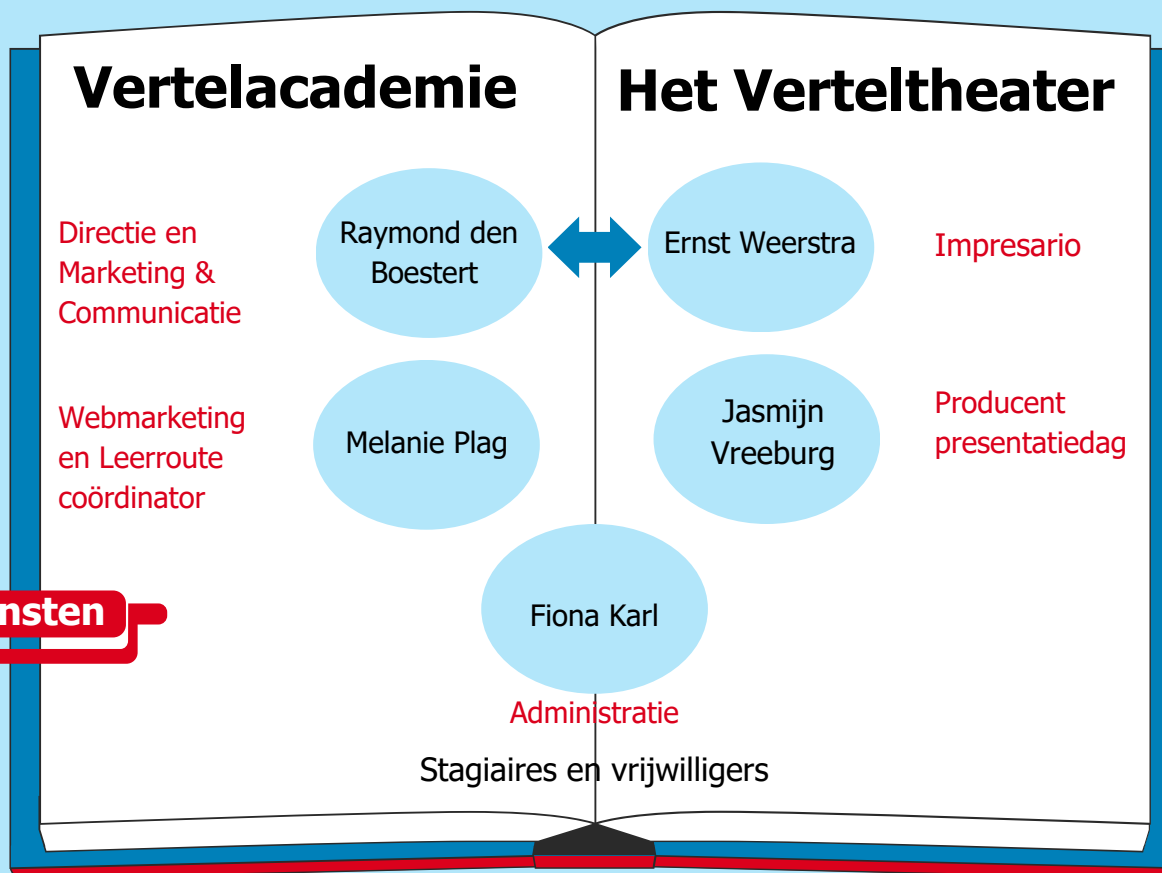 Vertelacademie
Directie en
Marketing &
Communicatie
Raymond den
Boestert
Webmarketing
en Leerroute
coördinator
Melanie Plag
Het Verteltheater
Ernst Weerstra
Impresario
Jasmijn
Vreeburg
Producent
presentatiedag
nsten
Fiona Karl
Administratie
Stagiaires en vrijwilligers